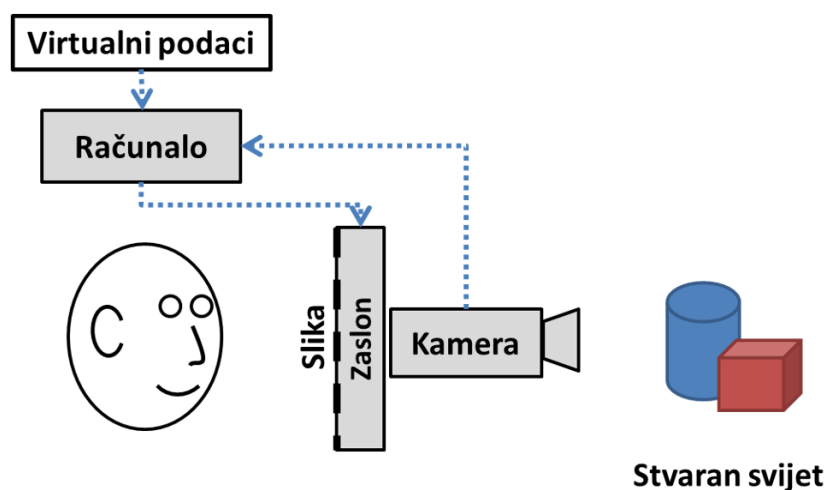 Virtualni podaci
Računalo
Slika
Zaslon
Kamera
Stvaran svijet